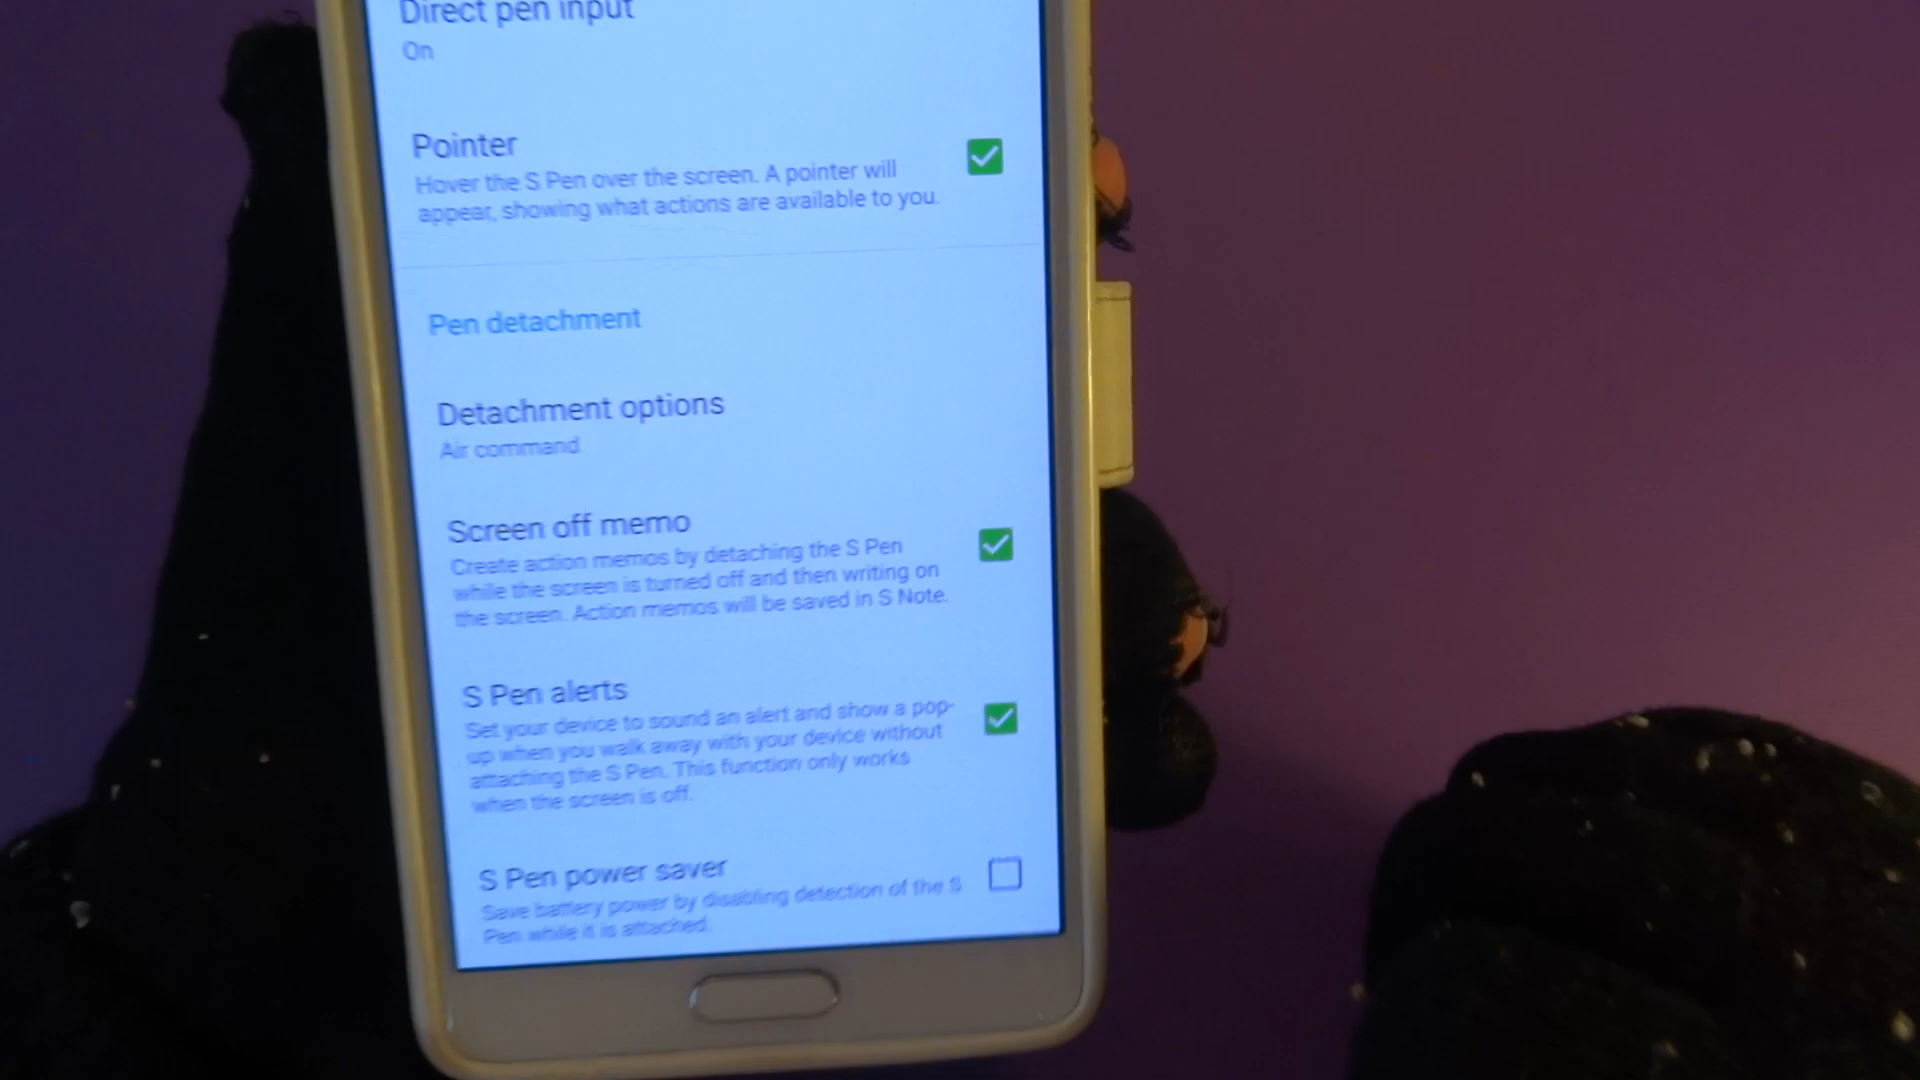 Direct pen input
On
Pointer
Hover the S Pen over the screen. A pointer will
appear, showing what actions are available to you.
Pen detachment
Detachment options
Air command
Screen off memo
Create action memos by detaching the S Pen
while the screen is turned off and then writing on
the screen. Action memos will be saved in S Note.
S Pen alerts
Set your device to sound an alert and show a pop-
up when you walk away with your device without
attaching the S Pen. This function only works
when the screen is off.
S Pen power saver
Save battery power by disabling detection of the S
Pen while it is attached.